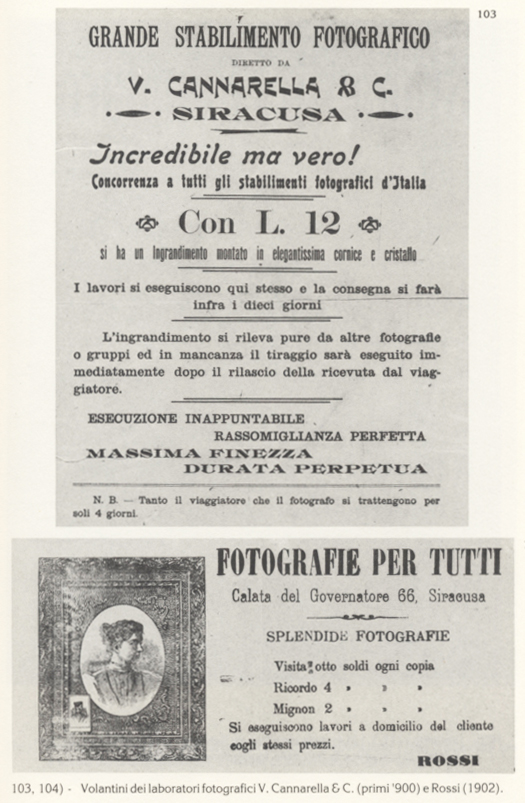 103
GRANDE STABILIMENTO FOTOGRAFICO
DIRETTO DA
V. CANNARELLA & C.
SIRACUSA
Incredibile ma vero!
Concorrenza a tutti gli stabilimenti fotografici d'Italia
Con L. 12
si ha un Ingrandimento montato in elegantissima cornice e cristallo
I lavori si eseguiscono qui stesso e la consegna si farà
infra i dieci giorni
L'ingrandimento si rileva pure da altre fotografie
o gruppi ed in mancanza il tiraggio sarà eseguito im-
mediatamente dopo il rilascio della ricevuta dal viag-
giatore.
ESECUZIONE INAPPUNTABILE
RASSOMIGLIANZA PERFETTA
MASSIMA FINEZZA
DURATA PERPETUA
N. B. — Tanto il viaggiatore che il fotografo si trattengono per
soli 4 giorni.
FOTOGRAFIE PER TUTTI
Calata del Governatore 66, Siracusa
SPLENDIDE FOTOGRAFIE
Visita otto soldi ogni copia
Ricordo 4 » » »
Mignon 2 » » »
Si eseguiscono lavori a domicilio del cliente
cogli stessi prezzi.
ROSSI
103, 104) - Volantini dei laboratori fotografici V. Cannarella & C. (primi '900) e Rossi (1902).